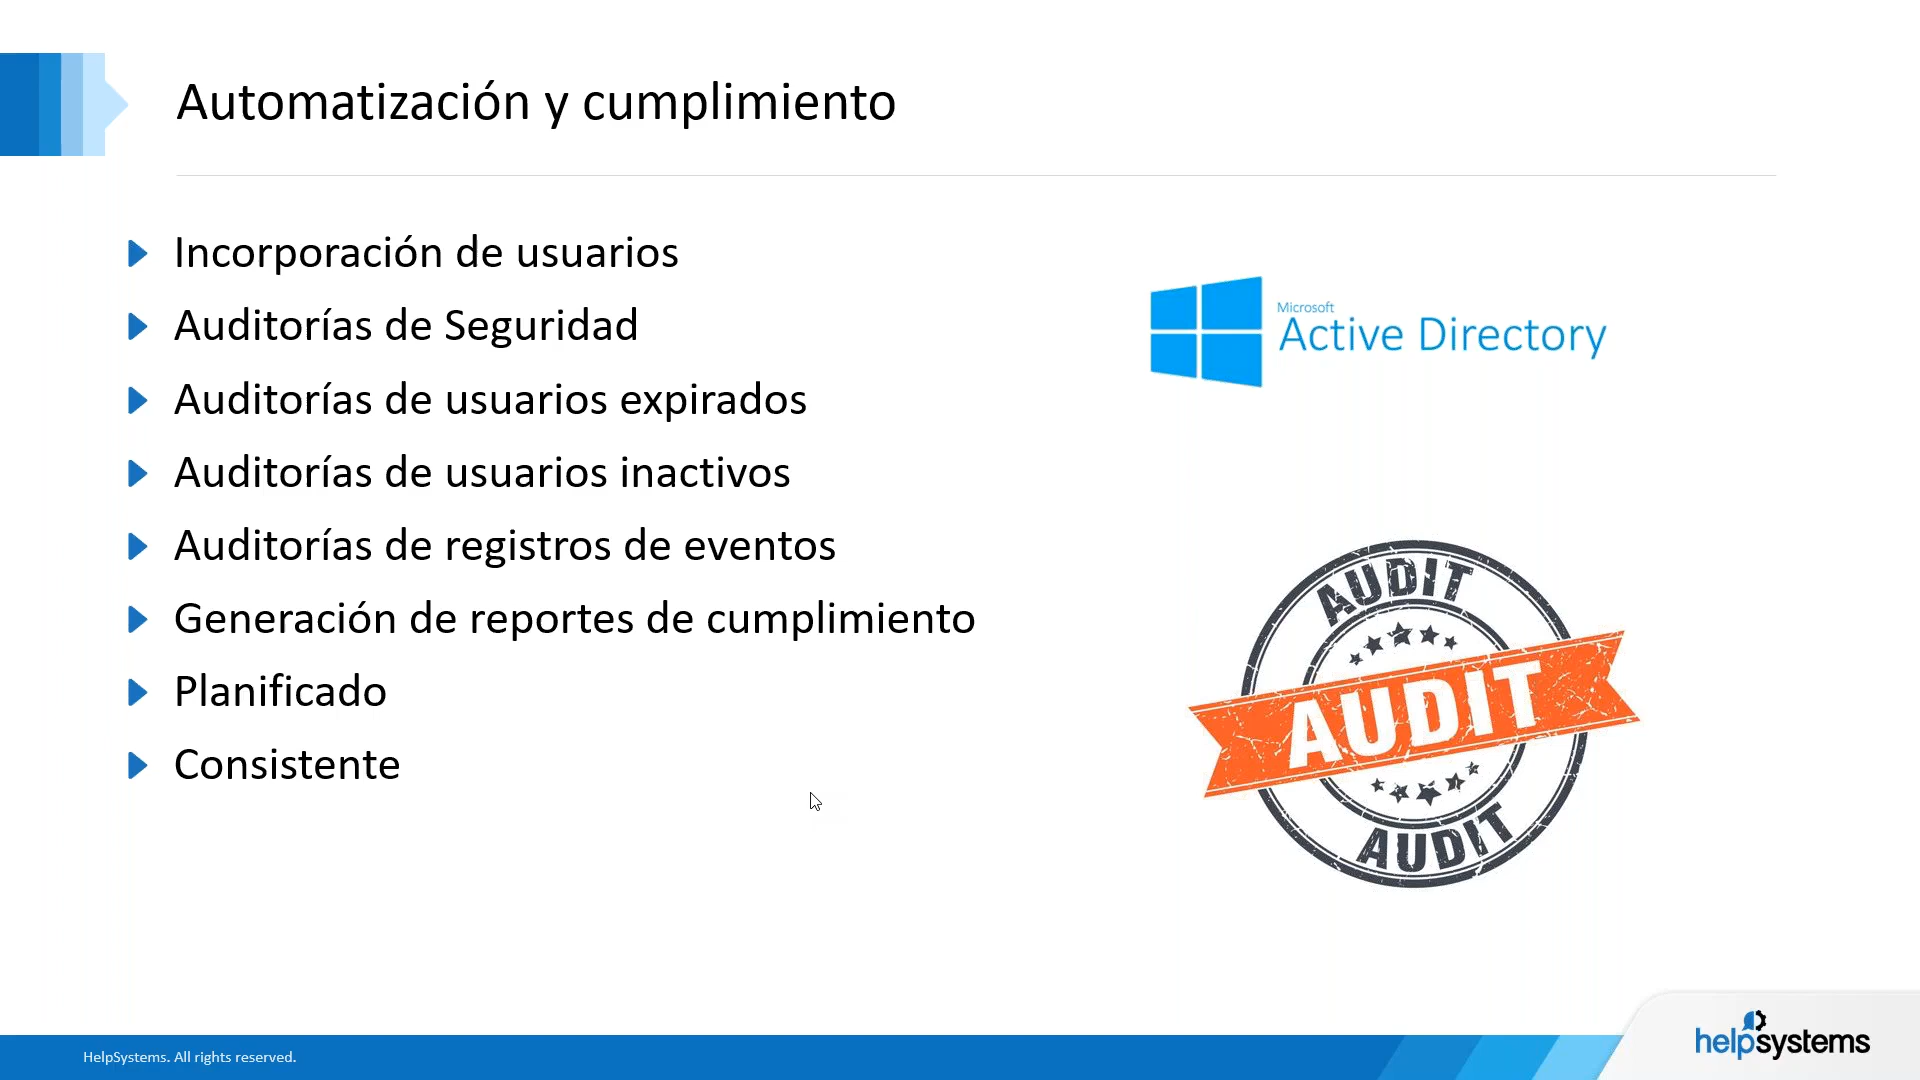 Automatización y cumplimiento
Incorporación de usuarios
Auditorías de Seguridad
Auditorías de usuarios expirados
Auditorías de usuarios inactivos
Auditorías de registros de eventos
Generación de reportes de cumplimiento
Planificado
Consistente
Microsoft
Active Directory
AUDIT
AUDIT
AUDIT
HelpSystems. All rights reserved.
helpsystems